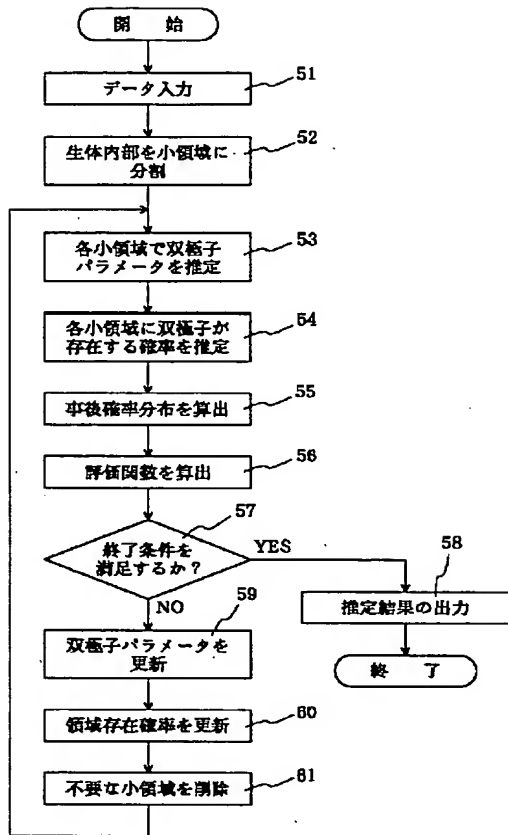 開 始
51
データ入力
52
生体内部を小領域に
分割
53
各小領域で双極子
パラメータを推定
54
各小領域に双極子が
存在する確率を推定
55
事後確率分布を算出
56
評価関数を算出
57
終了条件を
満足するか?
YES
NO
58
推定結果の出力
終 了
59
双極子パラメータを
更新
60
領域存在確率を更新
61
不要な小領域を削除